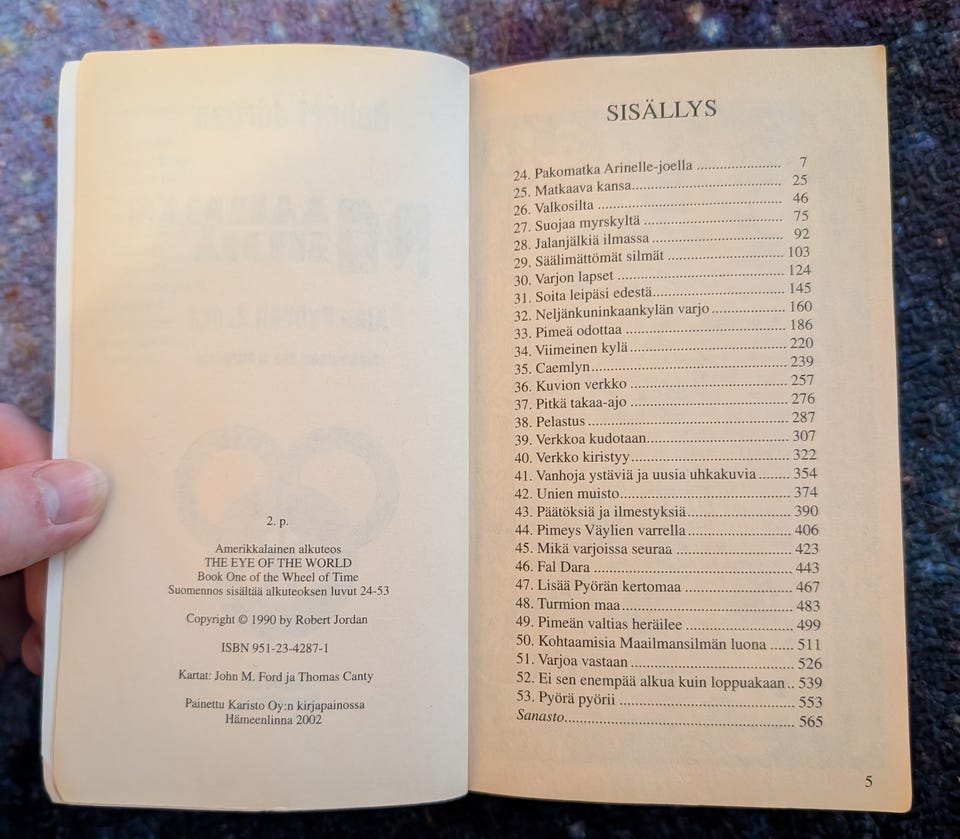 2. p.
Amerikkalainen alkuteos
THE EYE OF THE WORLD
Book One of the Wheel of Time
Suomennos sisältää alkuteoksen luvut 24-53
Copyright © 1990 by Robert Jordan
ISBN 951-23-4287-1
Kartat: John M. Ford ja Thomas Canty
Painettu Karisto Oy:n kirjapainossa
Hämeenlinna 2002
SISÄLLYS
24. Pakomatka Arinelle-joella ..................... 7
25. Matkaava kansa..................................... 25
26. Valkosilta ............................................. 46
27. Suojaa myrskyltä .................................. 75
28. Jalanjälkiä ilmassa ................................ 92
29. Säälimättömät silmät ............................ 103
30. Varjon lapset ........................................ 124
31. Soita leipäsi edestä................................ 145
32. Neljänkuninkaankylän varjo ................. 160
33. Pimeä odottaa ...................................... 186
34. Viimeinen kylä ..................................... 220
35. Caemlyn............................................... 239
36. Kuvion verkko ..................................... 257
37. Pitkä takaa-ajo ..................................... 276
38. Pelastus ............................................... 287
39. Verkkoa kudotaan................................. 307
40. Verkko kiristyy .................................... 322
41. Vanhoja ystäviä ja uusia uhkakuvia ........ 354
42. Unien muisto........................................ 374
43. Päätöksiä ja ilmestyksiä........................ 390
44. Pimeys Väylien varrella ....................... 406
45. Mikä varjoissa seuraa ........................... 423
46. Fal Dara .............................................. 443
47. Lisää Pyörän kertomaa ......................... 467
48. Turmion maa........................................ 483
49. Pimeän valtias heräilee ........................ 499
50. Kohtaamisia Maailmansilmän luona ...... 511
51. Varjoa vastaan ..................................... 526
52. Ei sen enempää alkua kuin loppuakaan.. 539
53. Pyörä pyörii ........................................ 553
Sanasto..................................................... 565
5